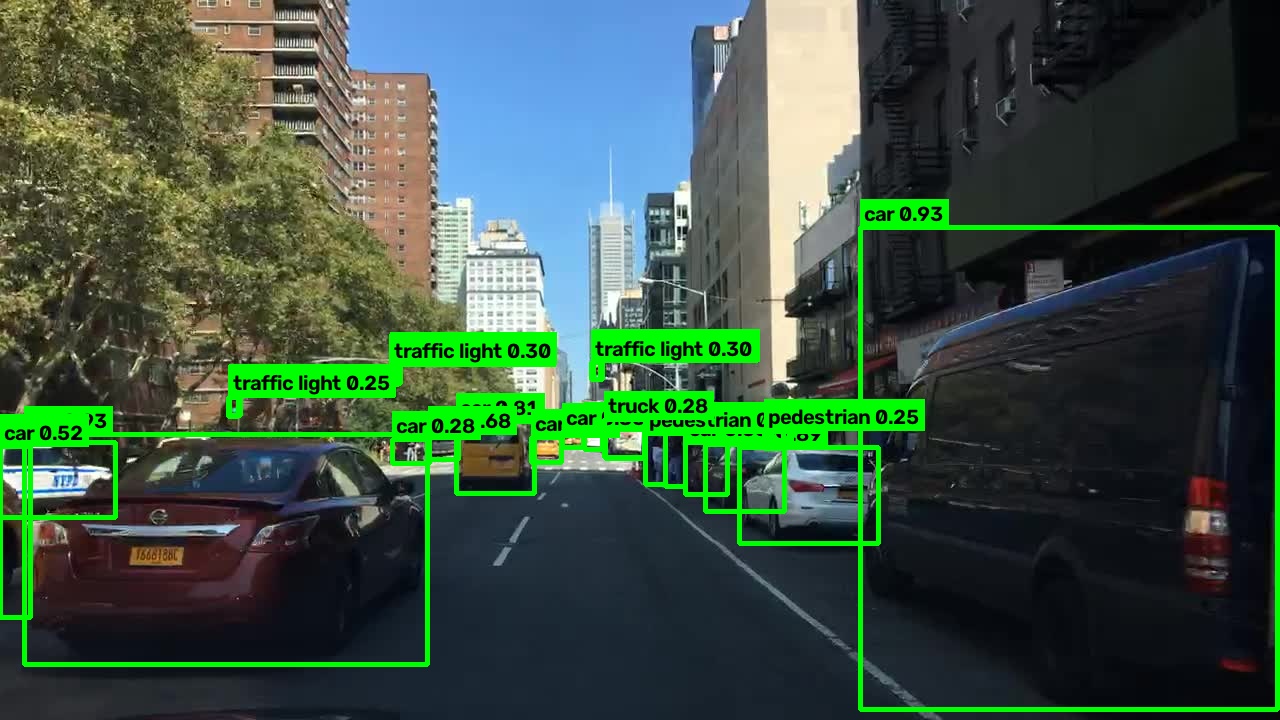 car 0.93
traffic light 0.30
traffic light 0.30
traffic light 0.25
truck 0.28
pedestrian 0.25
car 0.28
car 0.52
NYPD
T668188C